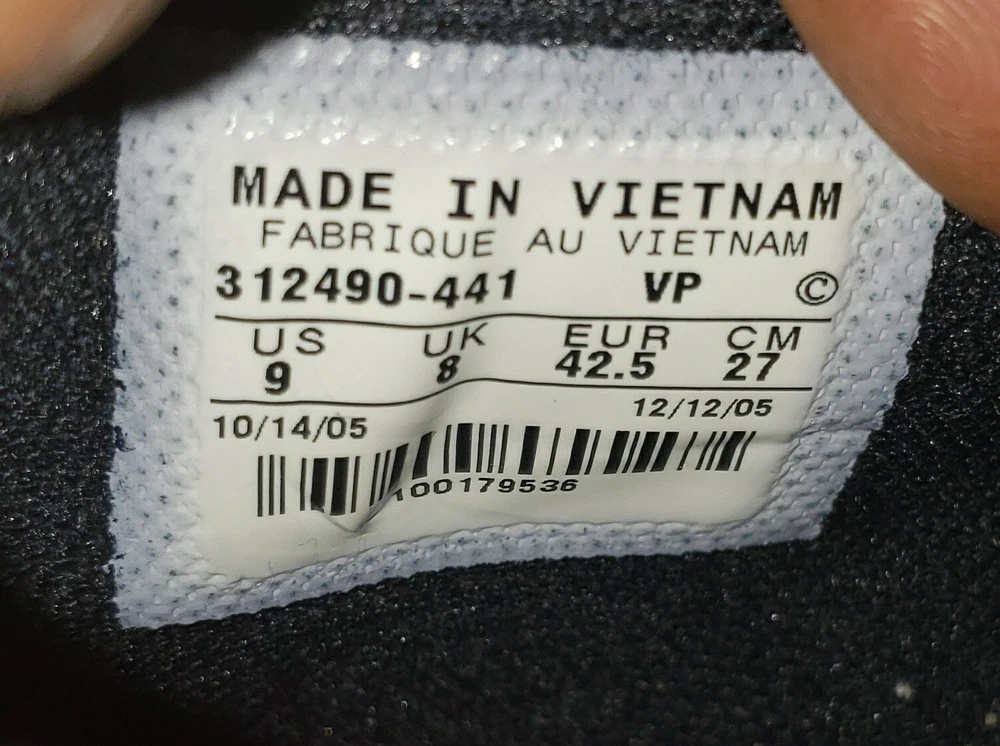 MADE IN VIETNAM
FABRIQUE AU VIETNAM
312490-441 VP ©
US UK EUR CM
9 8 42.5 27
10/14/05 12/12/05
100179536